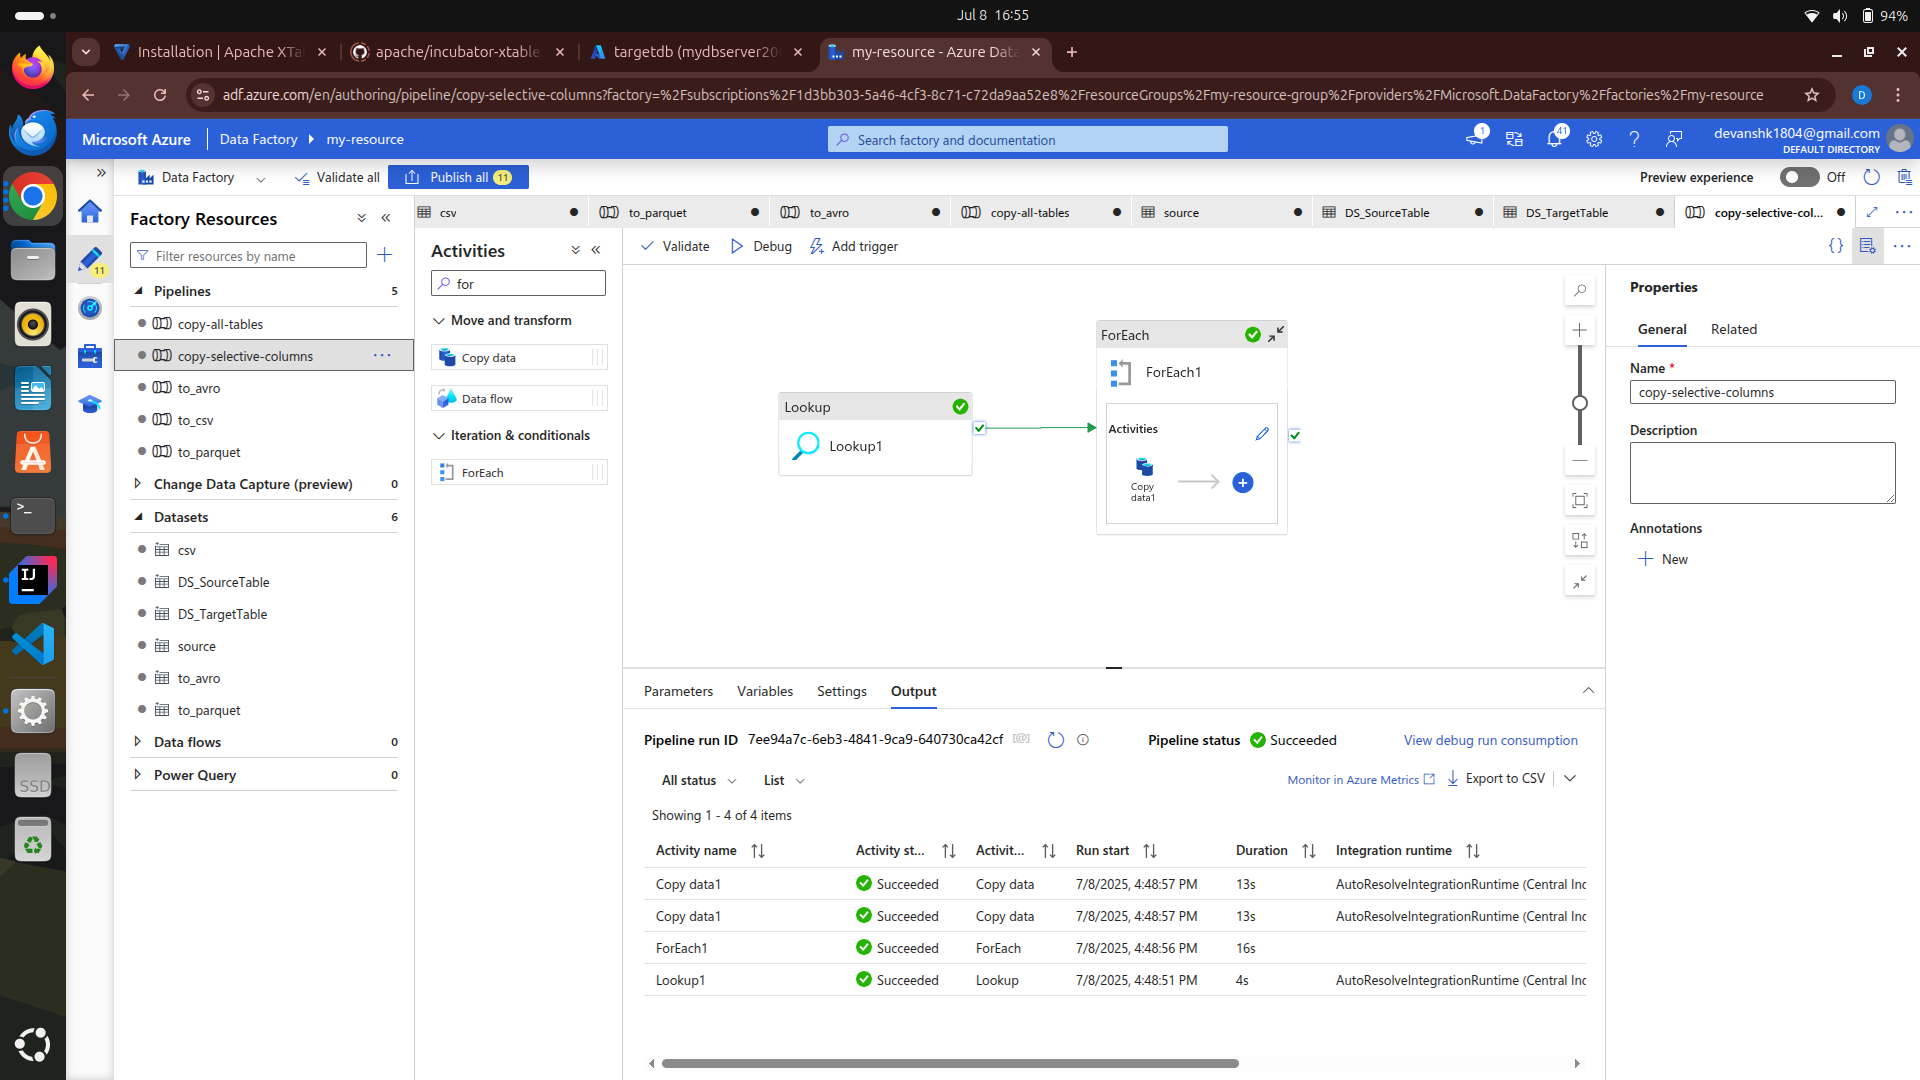 Jul 8 16:55
94%
Installation | Apache XTa
apache/incubator-xtable
targetdb (mydbserver20
my-resource - Azure Data
adf.azure.com/en/authoring/pipeline/copy-selective-columns?factory=%2Fsubscriptions%2F1d3bb303-5a46-4cf3-8c71-c72da9aa52e8%2FresourceGroups%2Fmy-resource-group%2Fproviders%2FMicrosoft.DataFactory%2Ffactories%2Fmy-resource
D
Microsoft Azure
Data Factory
my-resource
Search factory and documentation
1
41
devanshk1804@gmail.com
DEFAULT DIRECTORY
Data Factory
Validate all
Publish all 11
Preview experience
Off
Factory Resources
Filter resources by name
11
Pipelines 5
copy-all-tables
copy-selective-columns
to_avro
to_csv
to_parquet
Change Data Capture (preview) 0
Datasets 6
csv
DS_SourceTable
DS_TargetTable
source
to_avro
to_parquet
Data flows 0
Power Query 0
csv
to_parquet
to_avro
copy-all-tables
source
DS_SourceTable
DS_TargetTable
copy-selective-col...
Activities
for
Move and transform
Copy data
Data flow
Iteration & conditionals
ForEach
Validate
Debug
Add trigger
Lookup
Lookup1
ForEach
ForEach1
Activities
Copy
data1
Parameters
Variables
Settings
Output
Pipeline run ID 7ee94a7c-6eb3-4841-9ca9-640730ca42cf
Pipeline status Succeeded
View debug run consumption
All status
List
Monitor in Azure Metrics
Export to CSV
Showing 1 - 4 of 4 items
Activity name Activity st... Activit... Run start Duration Integration runtime
Copy data1 Succeeded Copy data 7/8/2025, 4:48:57 PM 13s AutoResolveIntegrationRuntime (Central Inc
Copy data1 Succeeded Copy data 7/8/2025, 4:48:57 PM 13s AutoResolveIntegrationRuntime (Central Inc
ForEach1 Succeeded ForEach 7/8/2025, 4:48:56 PM 16s
Lookup1 Succeeded Lookup 7/8/2025, 4:48:51 PM 4s AutoResolveIntegrationRuntime (Central Inc
Properties
General
Related
Name *
copy-selective-columns
Description
Annotations
New
IJ
SSD